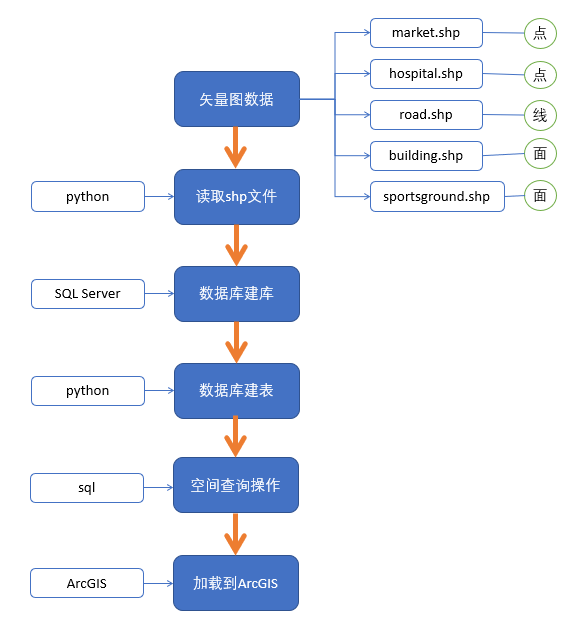 market.shp
点
hospital.shp
点
矢量图数据
road.shp
线
building.shp
面
python
读取shp文件
sportsground.shp
面
SQL Server
数据库建库
python
数据库建表
sql
空间查询操作
ArcGIS
加载到ArcGIS